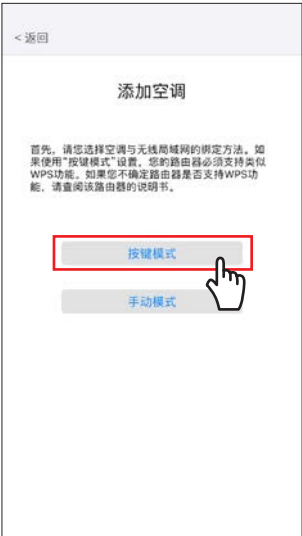 <返回
添加空调
首先，请您选择空调与无线局域网的绑定方法。如
果使用"按键模式"设置，您的路由器必须支持类似
WPS功能。如果您不确定路由器是否支持WPS功
能，请查阅该路由器的说明书。
按键模式
手动模式